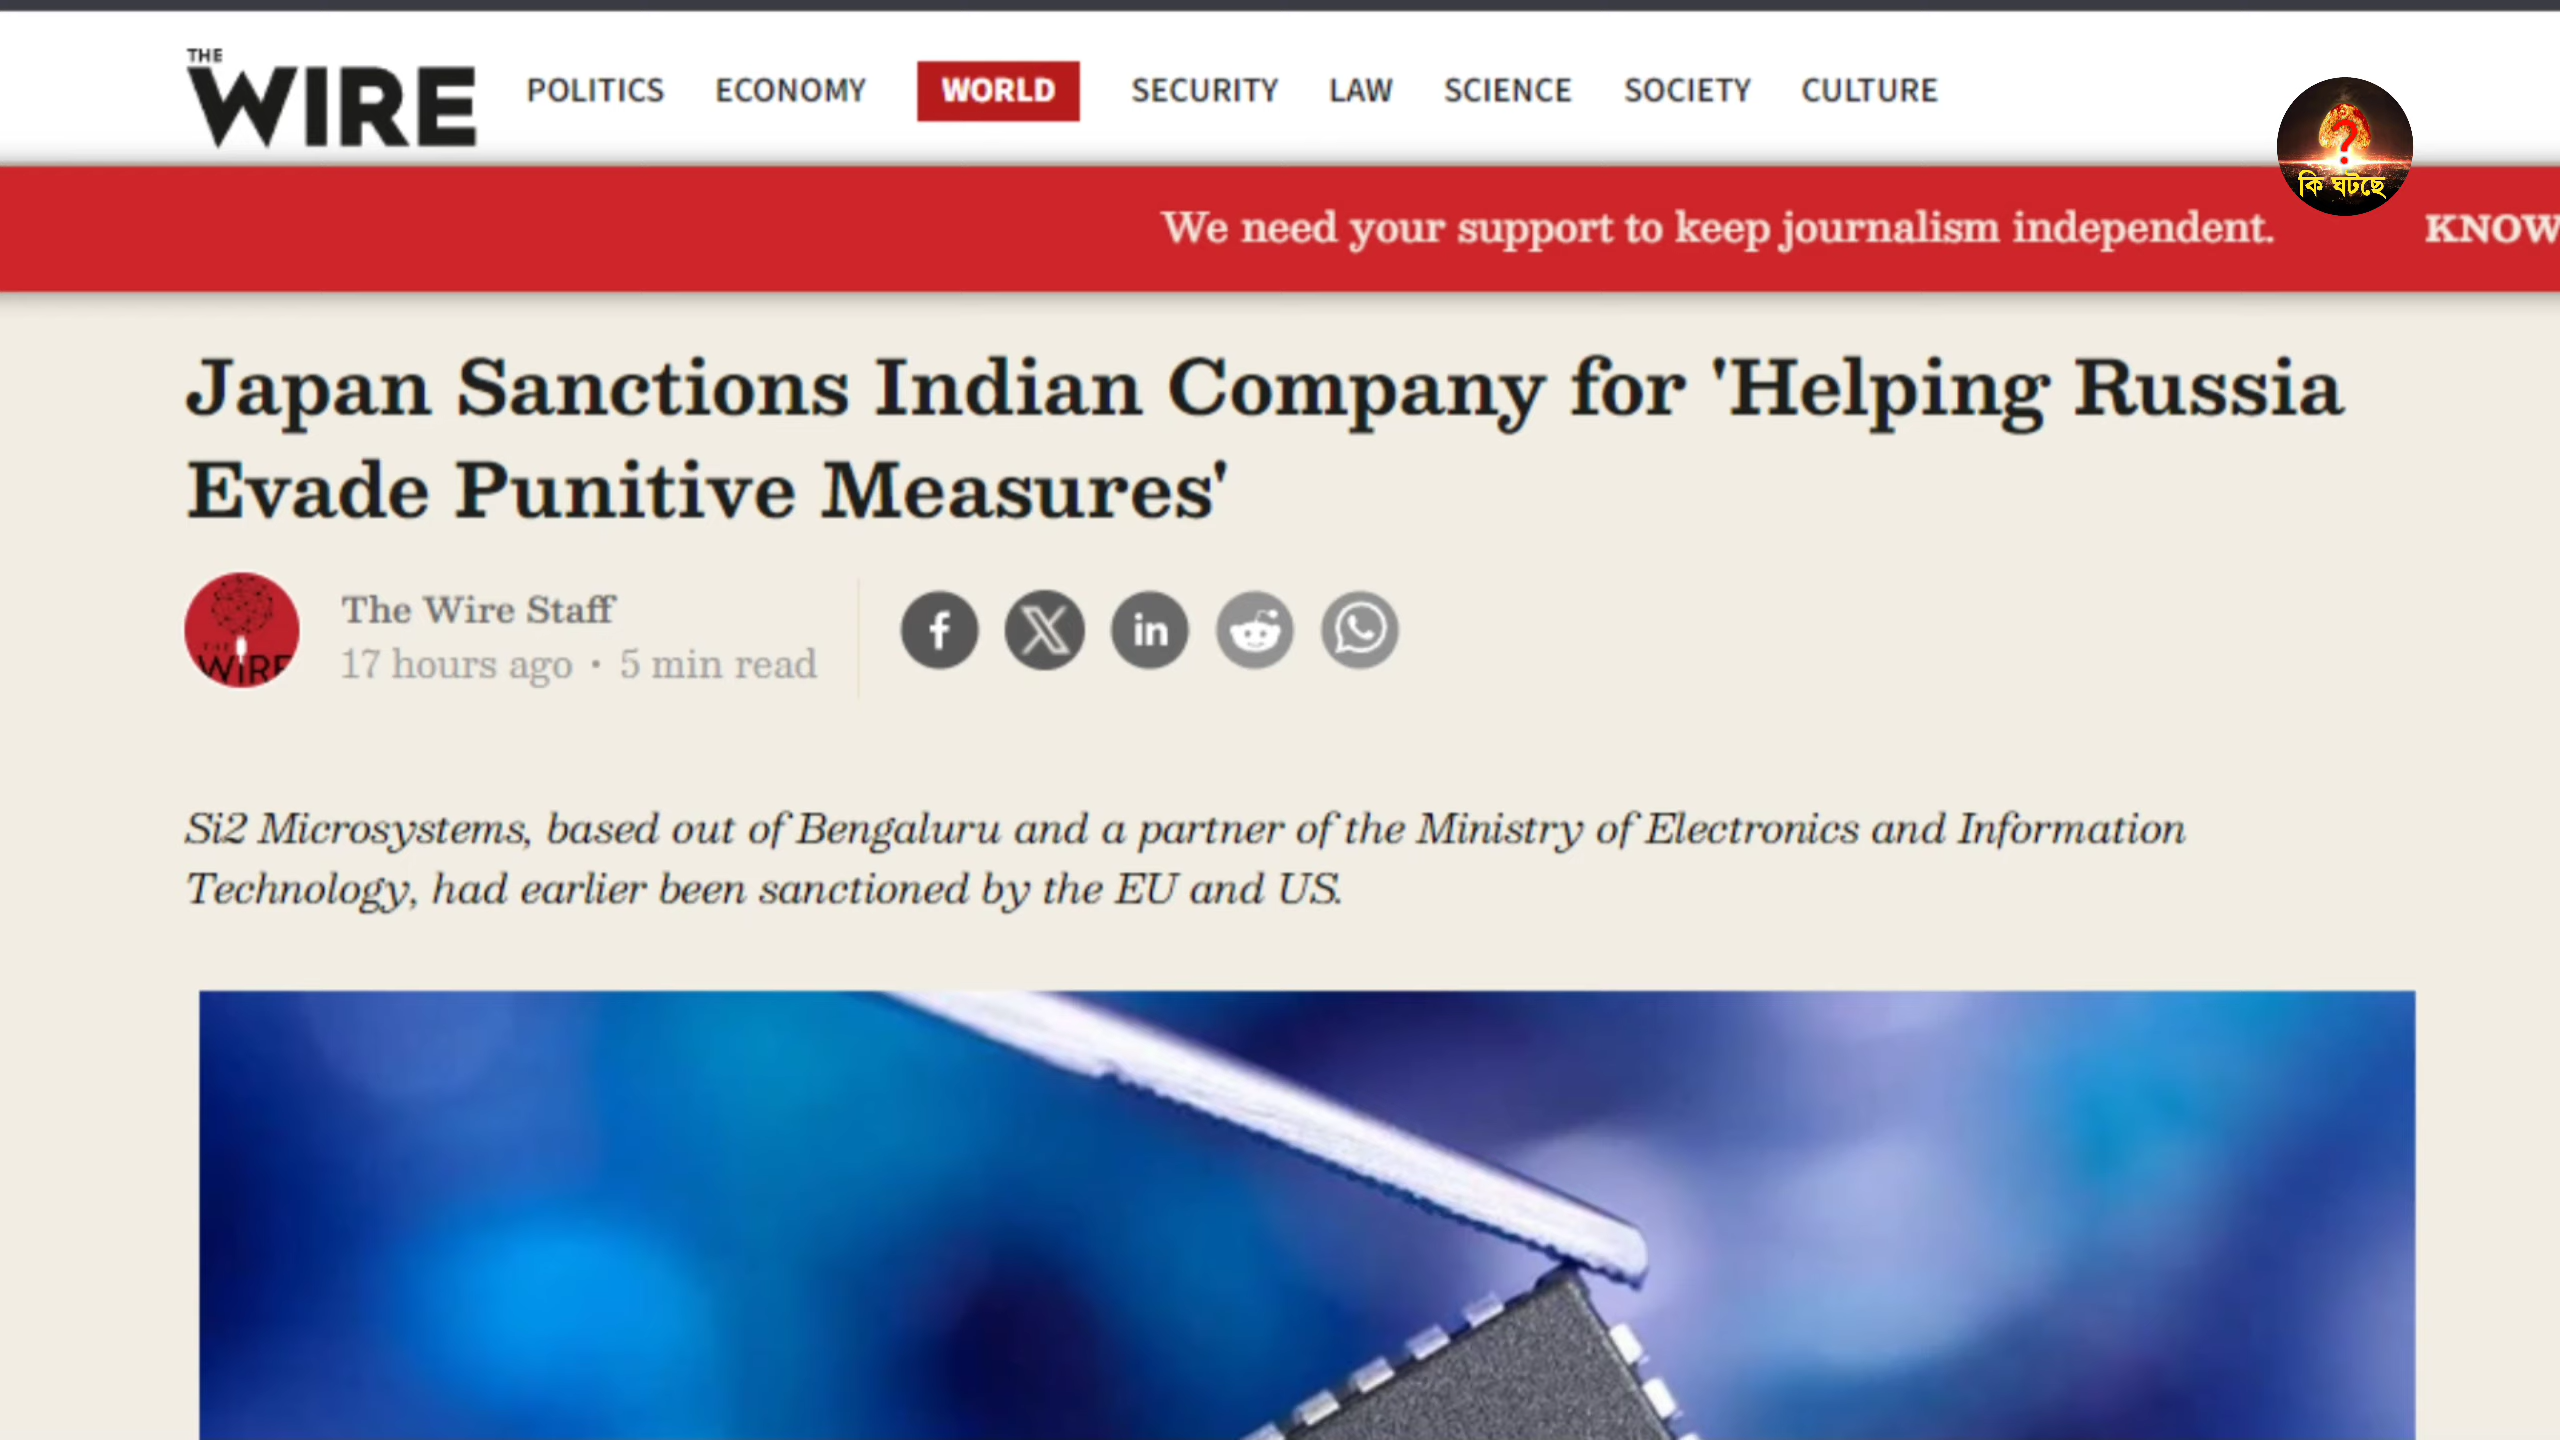 THE
WIRE
POLITICS ECONOMY WORLD SECURITY LAW SCIENCE SOCIETY CULTURE
?
কি ঘটছে
We need your support to keep journalism independent. KNOW
Japan Sanctions Indian Company for 'Helping Russia
Evade Punitive Measures'
THE
WIRE
The Wire Staff
17 hours ago • 5 min read
Si2 Microsystems, based out of Bengaluru and a partner of the Ministry of Electronics and Information
Technology, had earlier been sanctioned by the EU and US.